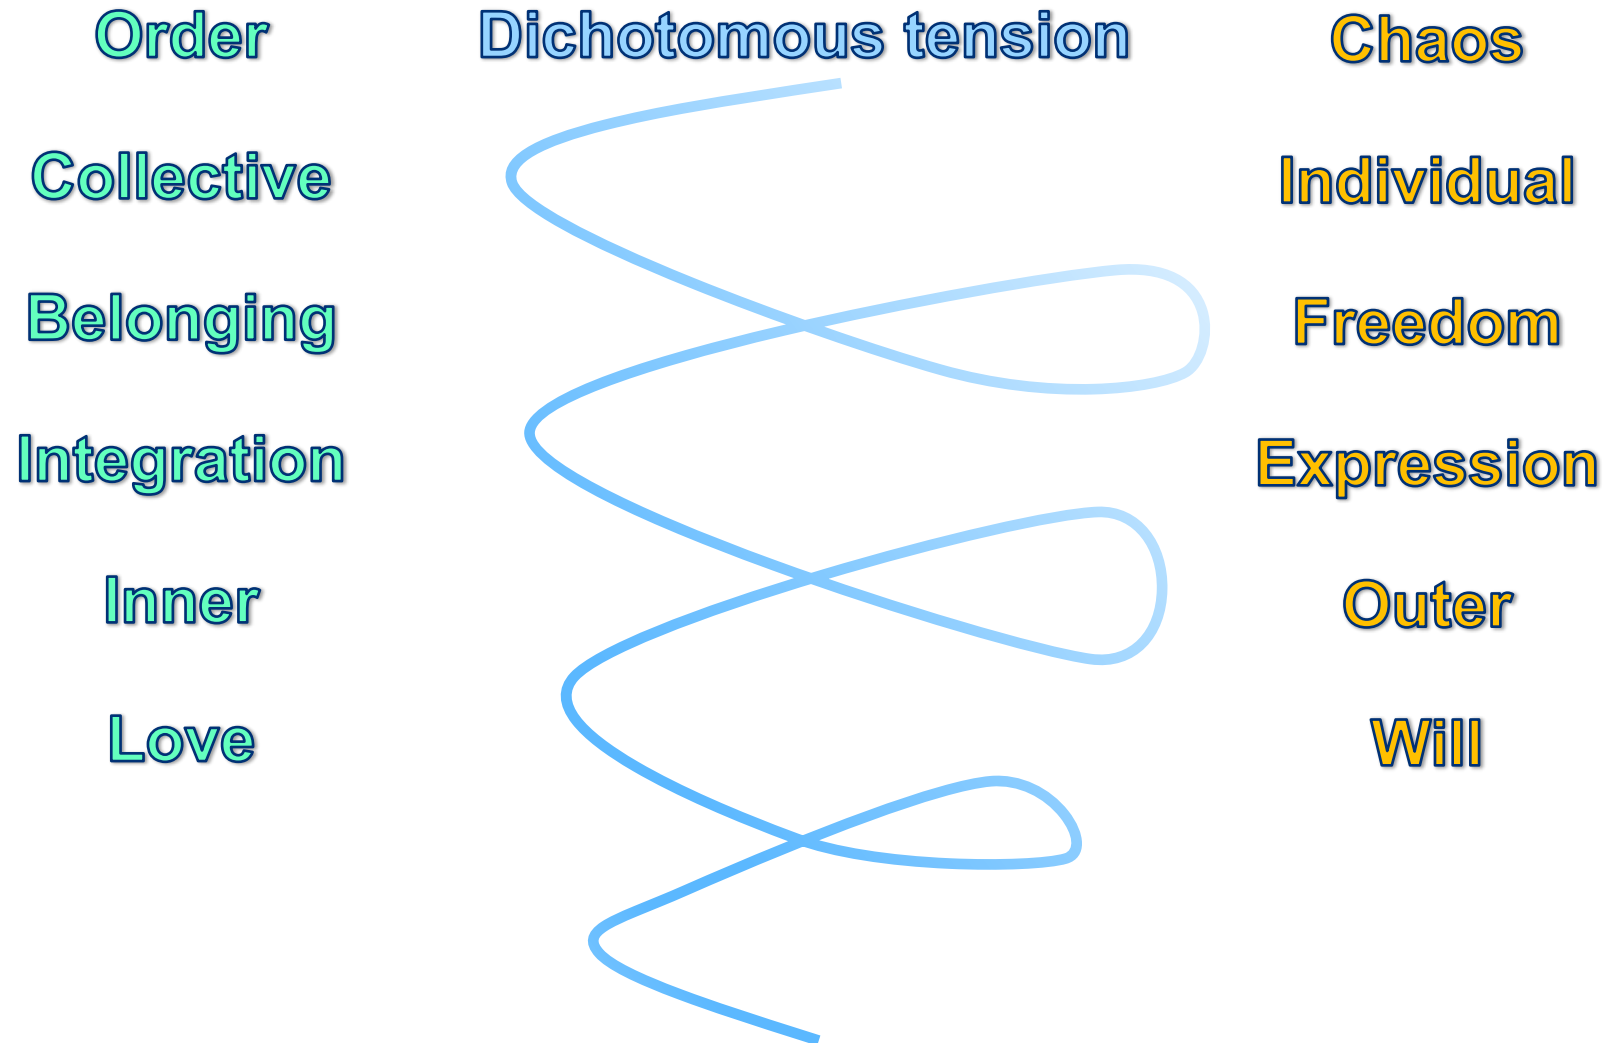 Order
Dichotomous tension
Chaos
Collective
Individual
Belonging
Freedom
Integration
Expression
Inner
Outer
Love
Will